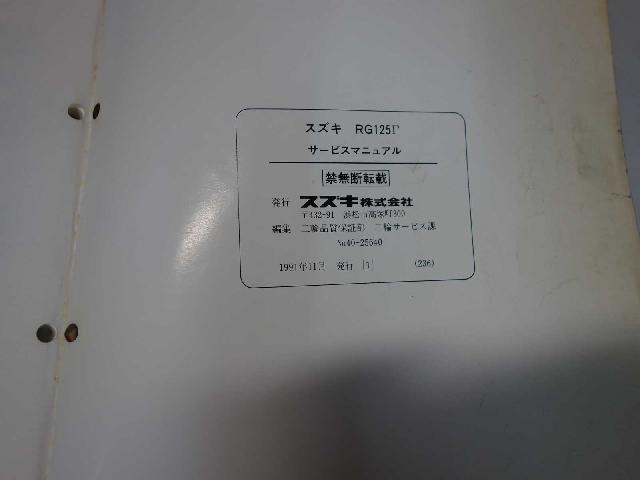 スズキ RG125Γ
サービスマニュアル
禁無断転載
発行 スズキ株式会社
〒432-91 浜松市高塚町300
編集 二輪品質保証部 二輪サービス課
No40-25640
1991年11月 発行 1 (236)